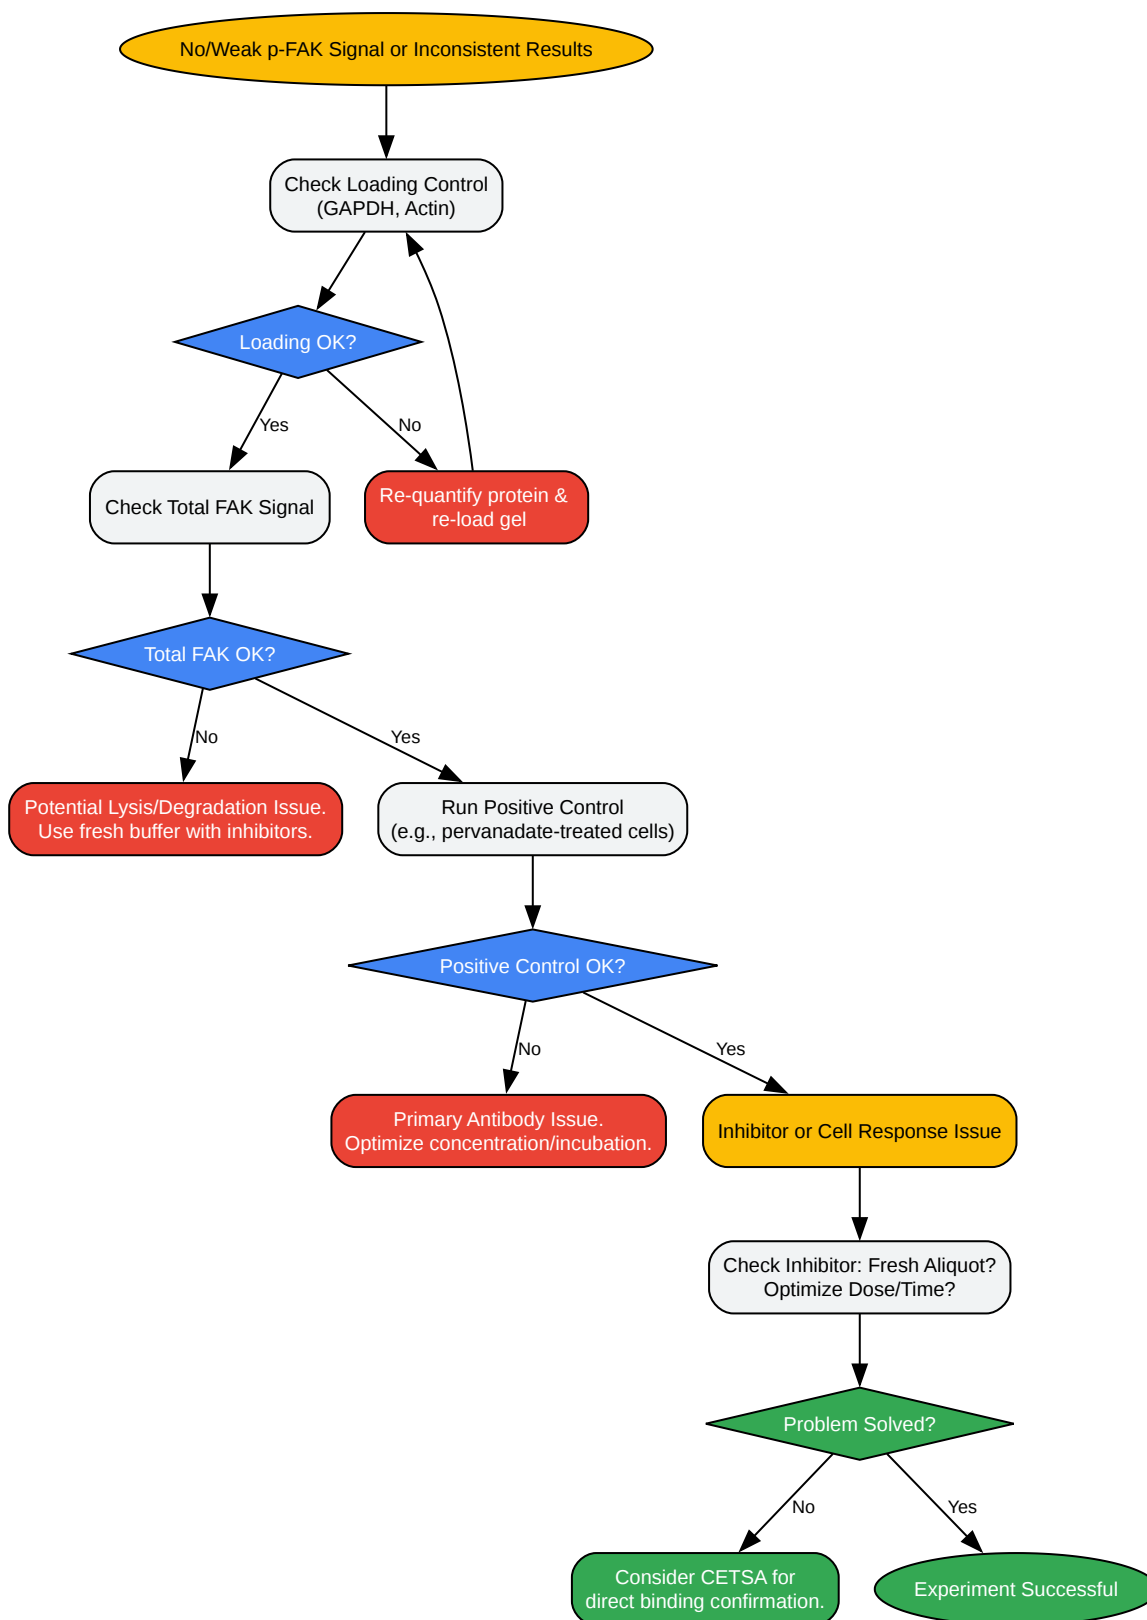 No/Weak p-FAK Signal or Inconsistent Results
Check Loading Control
(GAPDH, Actin)
Loading OK?
Yes
No
Check Total FAK Signal
Re-quantify protein &
re-load gel
Total FAK OK?
No
Yes
Potential Lysis/Degradation Issue.
Use fresh buffer with inhibitors.
Run Positive Control
(e.g., pervanadate-treated cells)
Positive Control OK?
No
Yes
Primary Antibody Issue.
Optimize concentration/incubation.
Inhibitor or Cell Response Issue
Check Inhibitor: Fresh Aliquot?
Optimize Dose/Time?
Problem Solved?
No
Yes
Consider CETSA for
direct binding confirmation.
Experiment Successful